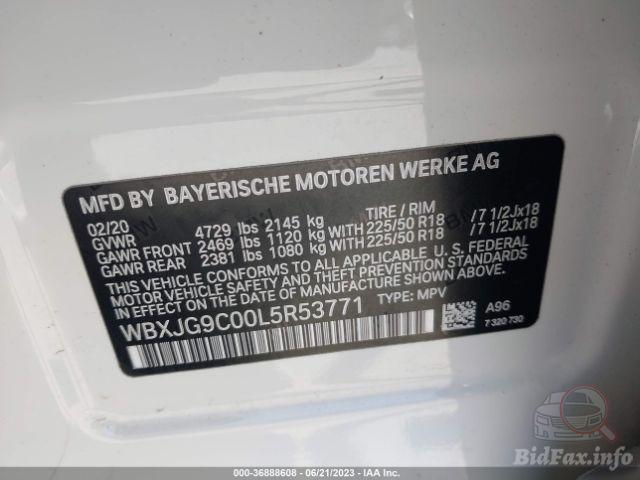 MFD BY BAYERISCHE MOTOREN WERKE AG
02/20 TIRE / RIM
GVWR 4729 lbs 2145 kg
GAWR FRONT 2469 lbs 1120 kg WITH 225/50 R18 /7 1/2Jx18
GAWR REAR 2381 lbs 1080 kg WITH 225/50 R18 /7 1/2Jx18
THIS VEHICLE CONFORMS TO ALL APPLICABLE U. S. FEDERAL
MOTOR VEHICLE SAFETY, BUMPER, AND THEFT PREVENTION
STANDARDS IN EFFECT ON THE DATE OF
MANUFACTURE SHOWN ABOVE.
WBXJG9C00L5R53771 TYPE: MPV
A96
7 320 730
BidFax.info
000-36888608 - 06/21/2023 - IAA Inc.